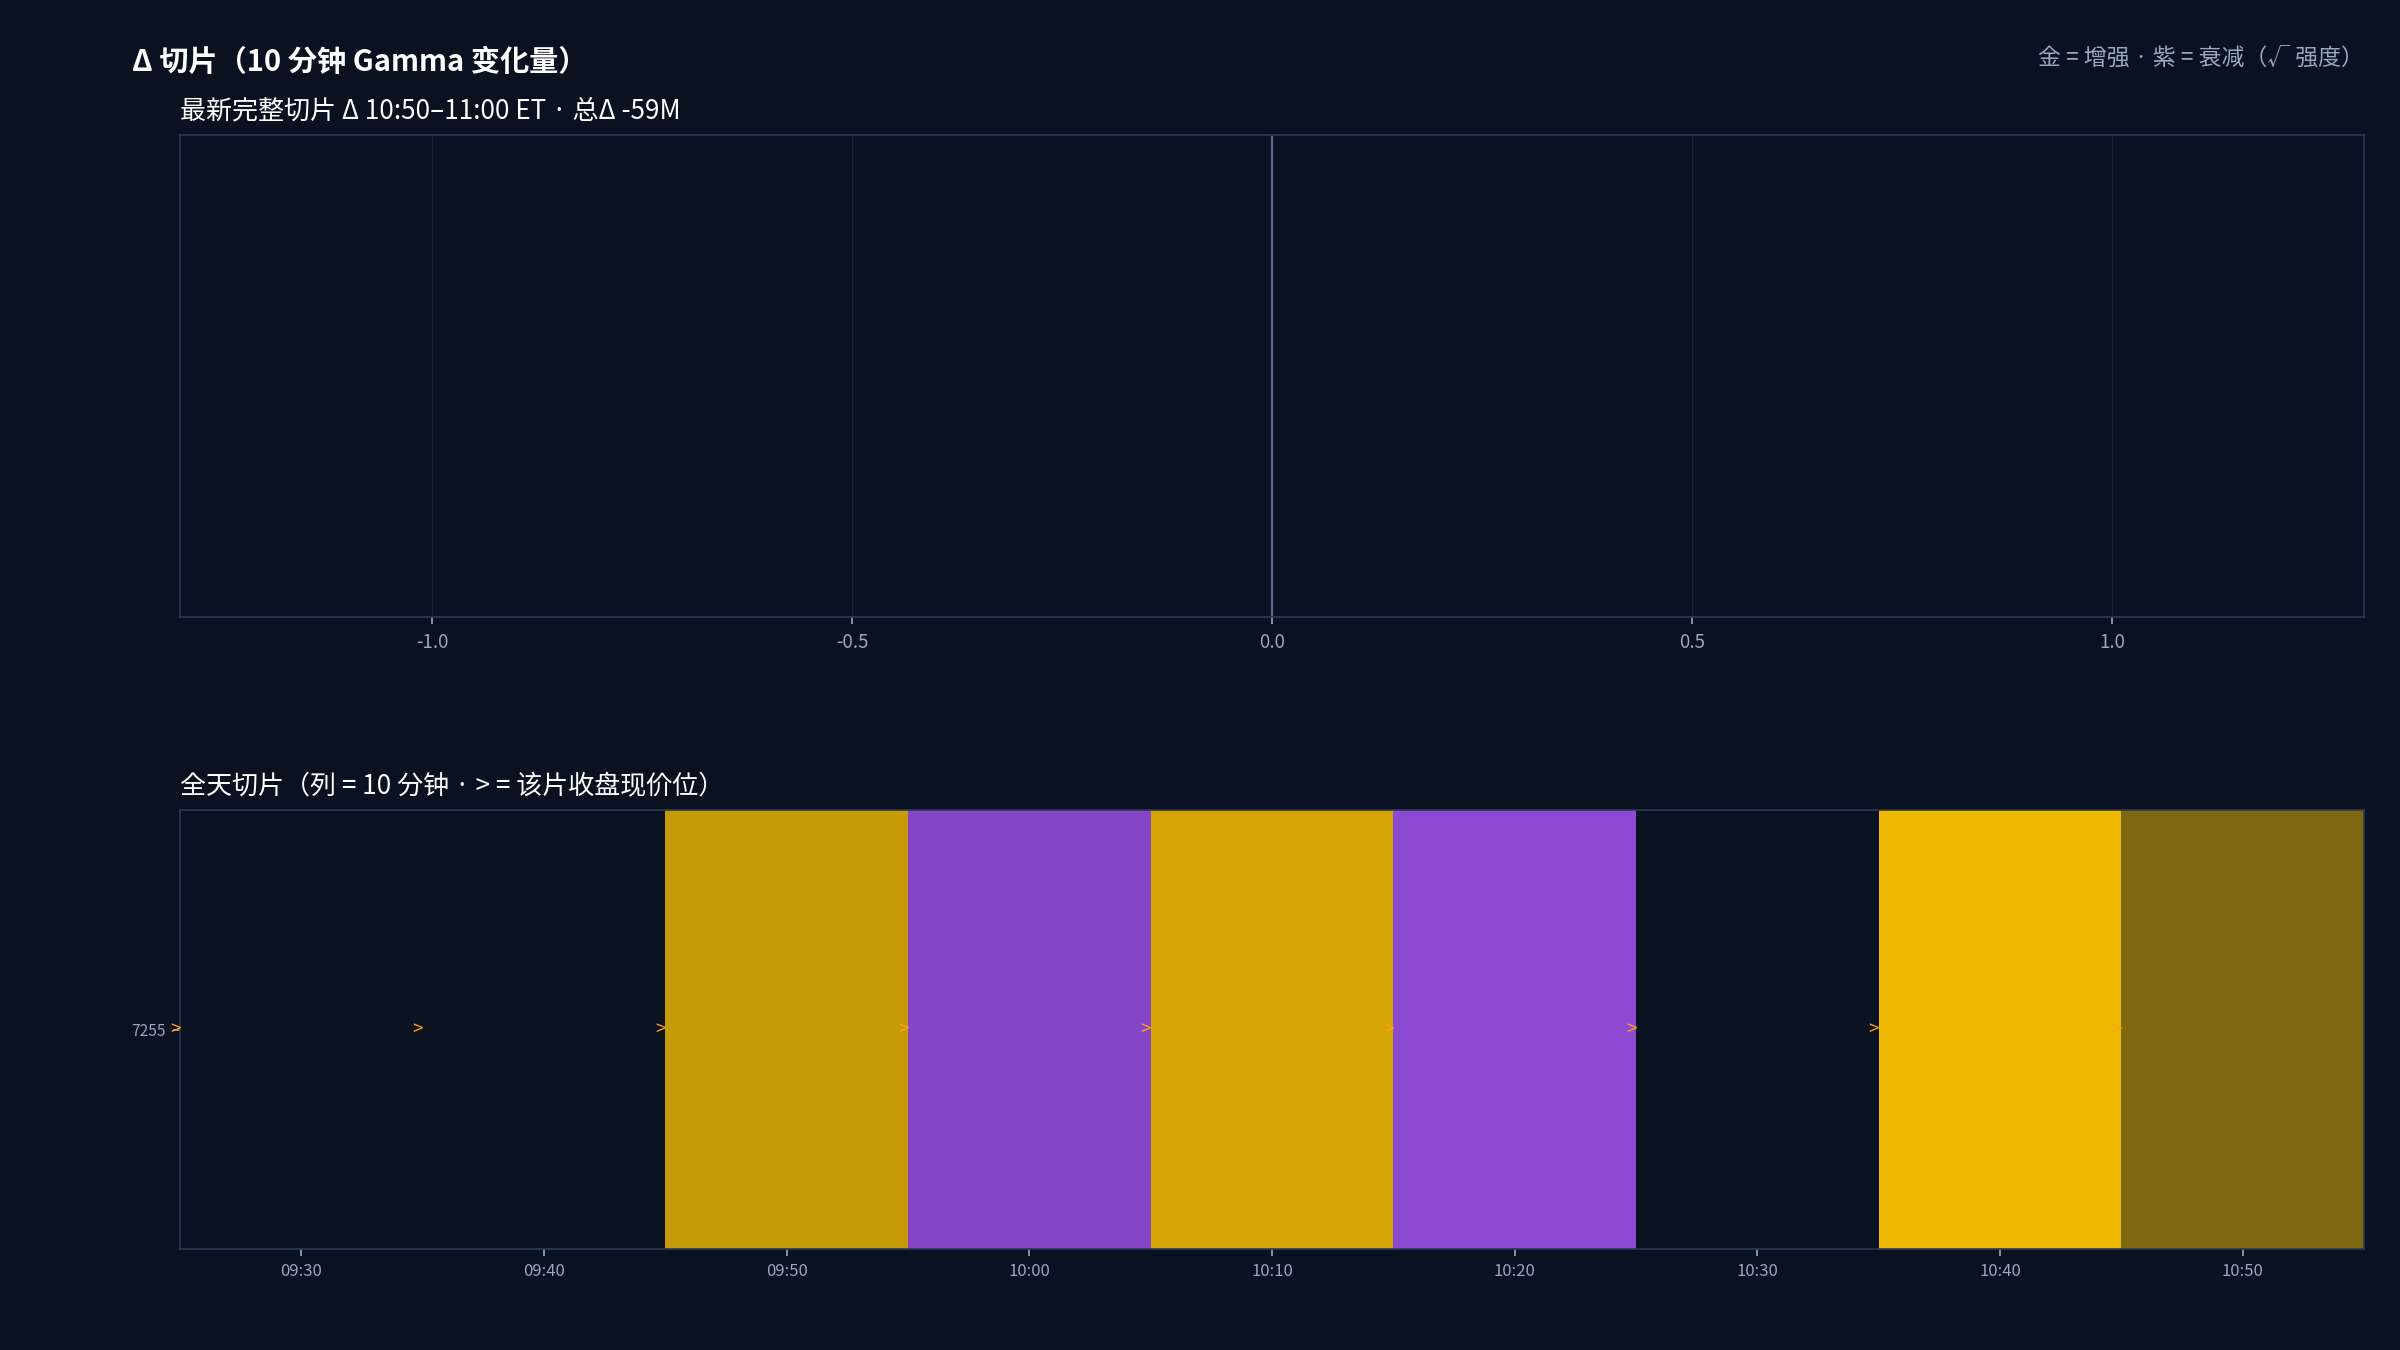 Δ 切片（10 分钟 Gamma 变化量）
金 = 增强 · 紫 = 衰减（√ 强度）
最新完整切片 Δ 10:50–11:00 ET · 总Δ -59M
-1.0 -0.5 0.0 0.5 1.0
全天切片（列 = 10 分钟 · > = 该片收盘现价位）
7255 > > > > > > > > >
09:30 09:40 09:50 10:00 10:10 10:20 10:30 10:40 10:50